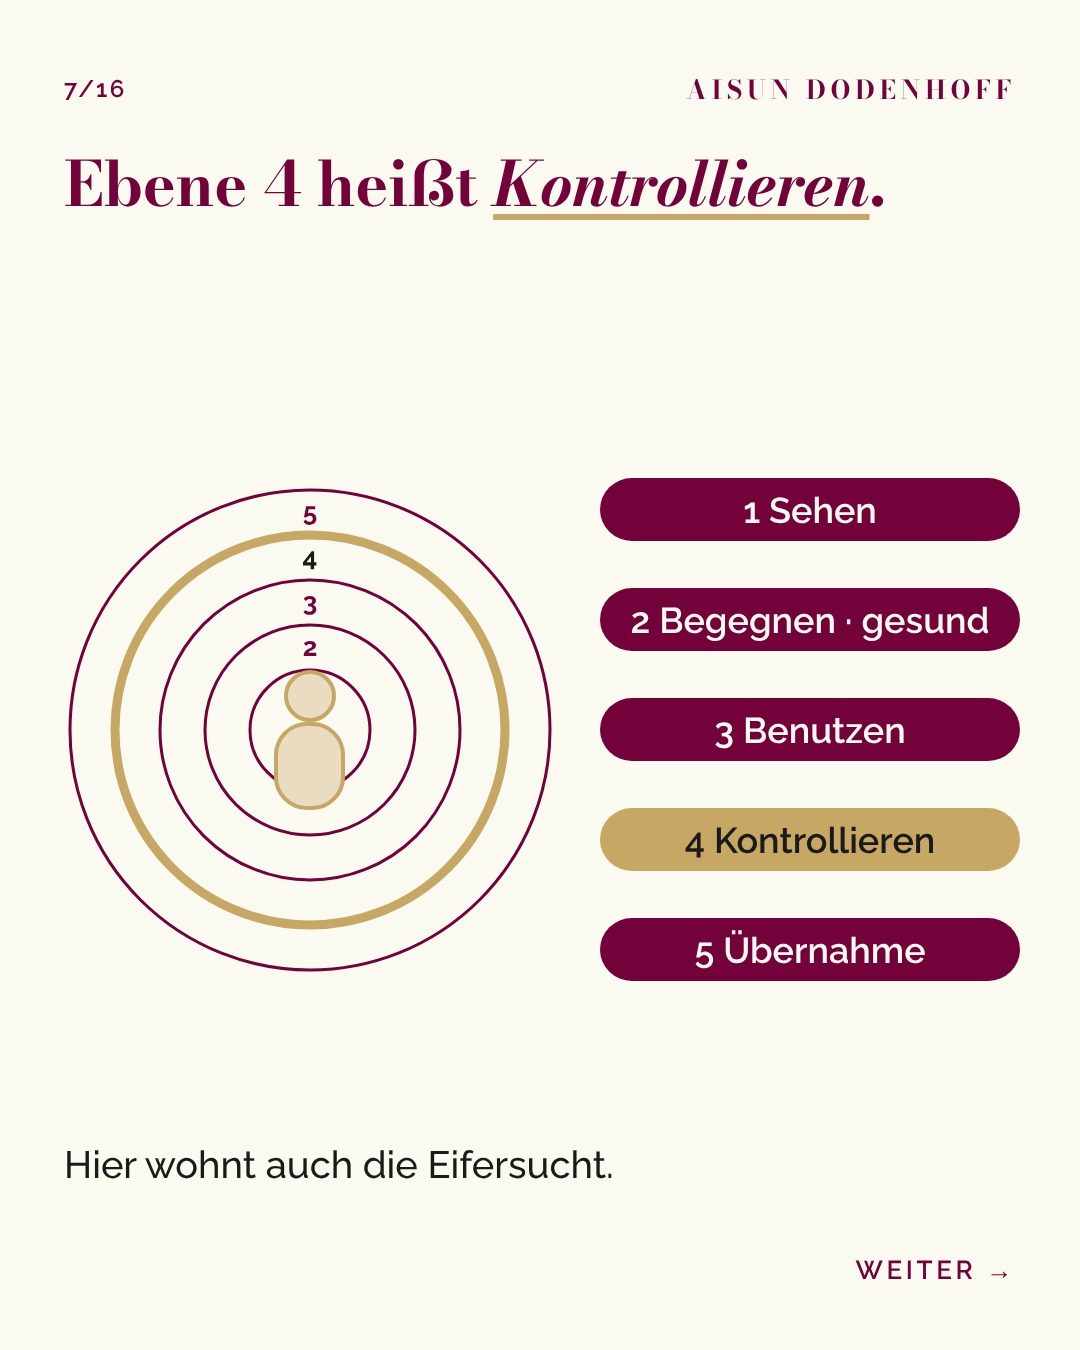 7/16
AISUN DODENHOFF
Ebene 4 heißt Kontrollieren.
5
4
3
2
1 Sehen
2 Begegnen · gesund
3 Benutzen
4 Kontrollieren
5 Übernahme
Hier wohnt auch die Eifersucht.
WEITER →